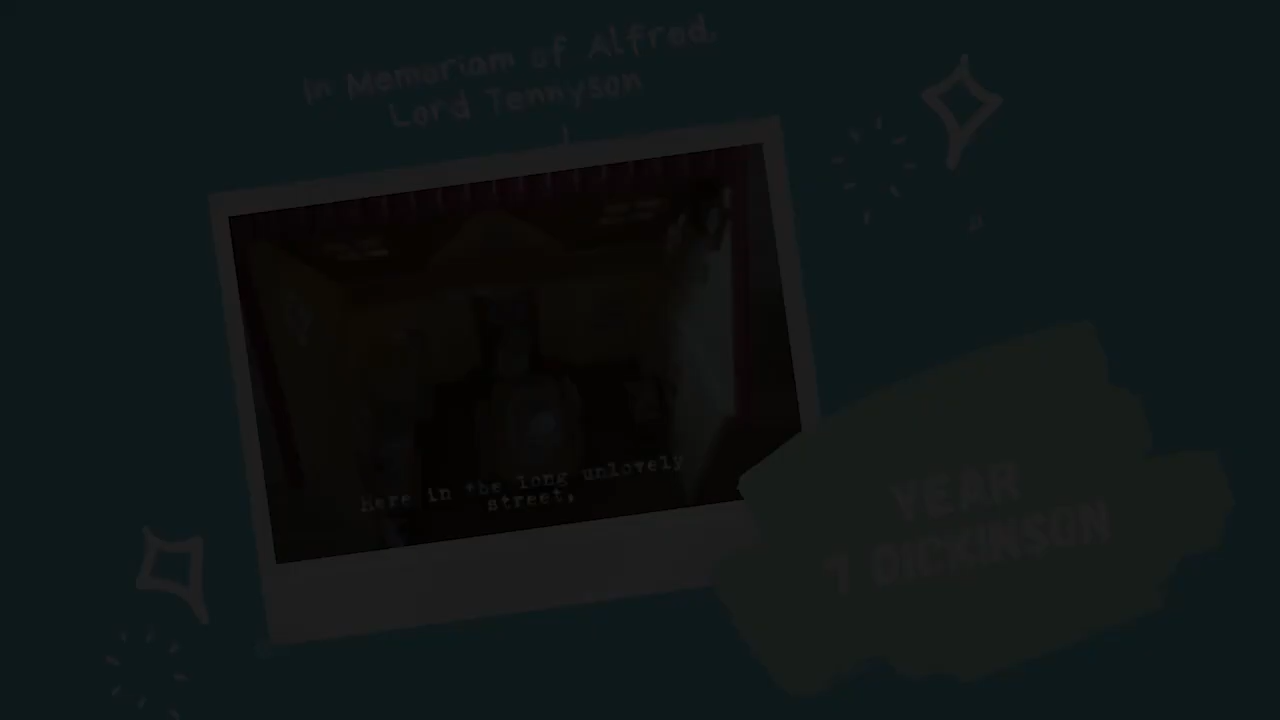 In Memoriam of Alfred,
Lord Tennyson
Here in the long unlovely
street,
YEAR
7 DICKINSON